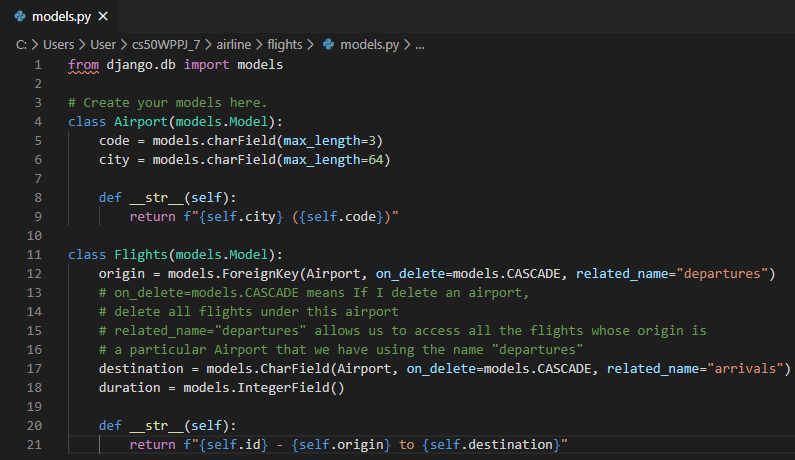 models.py ×
C: > Users > User > cs50WPPJ_7 > airline > flights > models.py > ...
1 from django.db import models
2
3 # Create your models here.
4 class Airport(models.Model):
5     code = models.charField(max_length=3)
6     city = models.charField(max_length=64)
7
8     def __str__(self):
9         return f"{self.city} ({self.code})"
10
11 class Flights(models.Model):
12     origin = models.ForeignKey(Airport, on_delete=models.CASCADE, related_name="departures")
13     # on_delete=models.CASCADE means If I delete an airport,
14     # delete all flights under this airport
15     # related_name="departures" allows us to access all the flights whose origin is
16     # a particular Airport that we have using the name "departures"
17     destination = models.CharField(Airport, on_delete=models.CASCADE, related_name="arrivals")
18     duration = models.IntegerField()
19
20     def __str__(self):
21         return f"{self.id} - {self.origin} to {self.destination}"